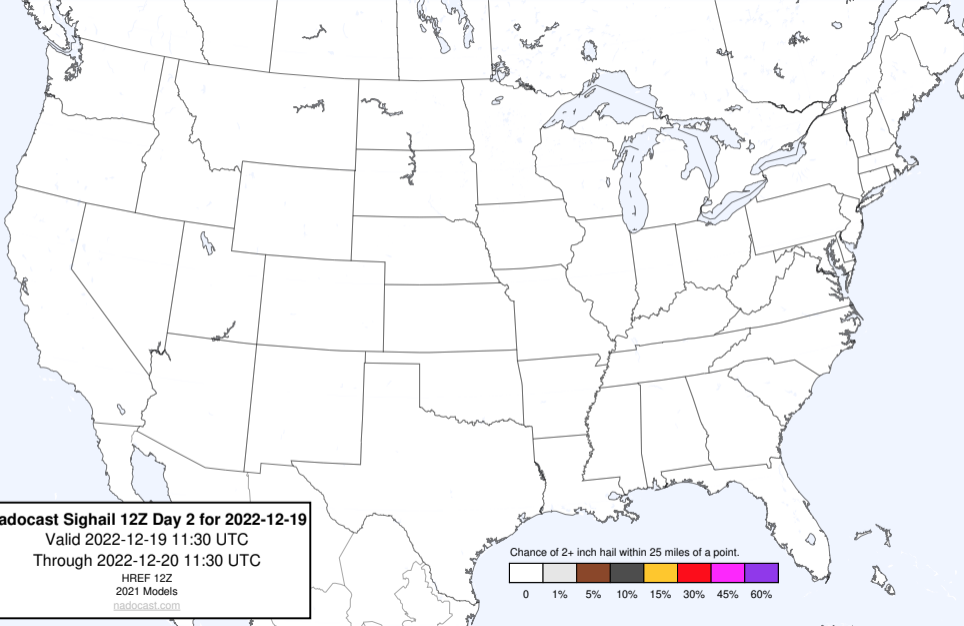 adocast Sighail 12Z Day 2 for 2022-12-19
Valid 2022-12-19 11:30 UTC
Through 2022-12-20 11:30 UTC
HREF 12Z
2021 Models
nadocast.com
Chance of 2+ inch hail within 25 miles of a point.
0 1% 5% 10% 15% 30% 45% 60%